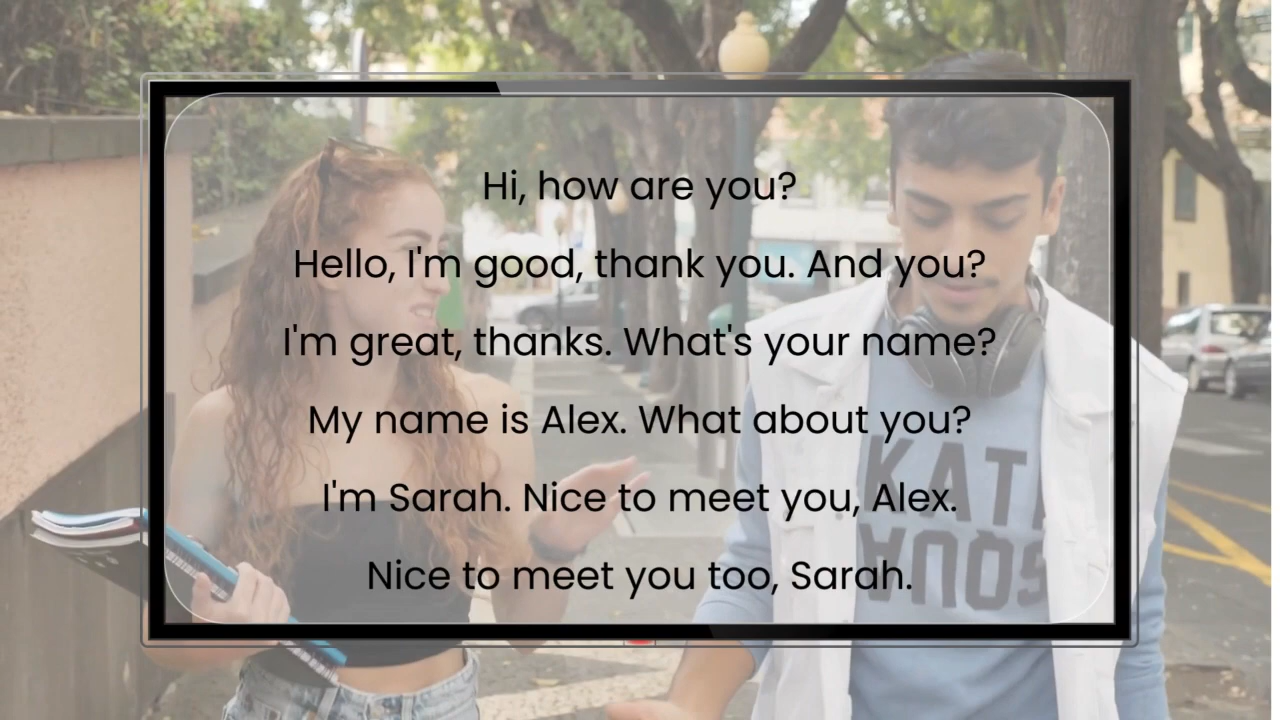 Hi, how are you?
Hello, I'm good, thank you. And you?
I'm great, thanks. What's your name?
My name is Alex. What about you?
I'm Sarah. Nice to meet you, Alex.
Nice to meet you too, Sarah.